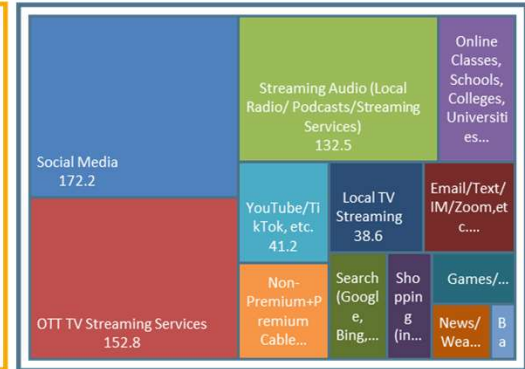 Social Media
172.2
OTT TV Streaming Services
152.8
Streaming Audio (Local
Radio/ Podcasts/Streaming
Services)
132.5
Online
Classes,
Schools,
Colleges,
Universiti
es...
YouTube/Ti
kTok, etc.
41.2
Local TV
Streaming
38.6
Email/Text/
IM/Zoom,et
c....
Non-
Premium+P
remium
Cable...
Search
(Googl
e,
Bing,...
Sho
ppin
g
(in...
Games/...
News/
Wea...
B
a